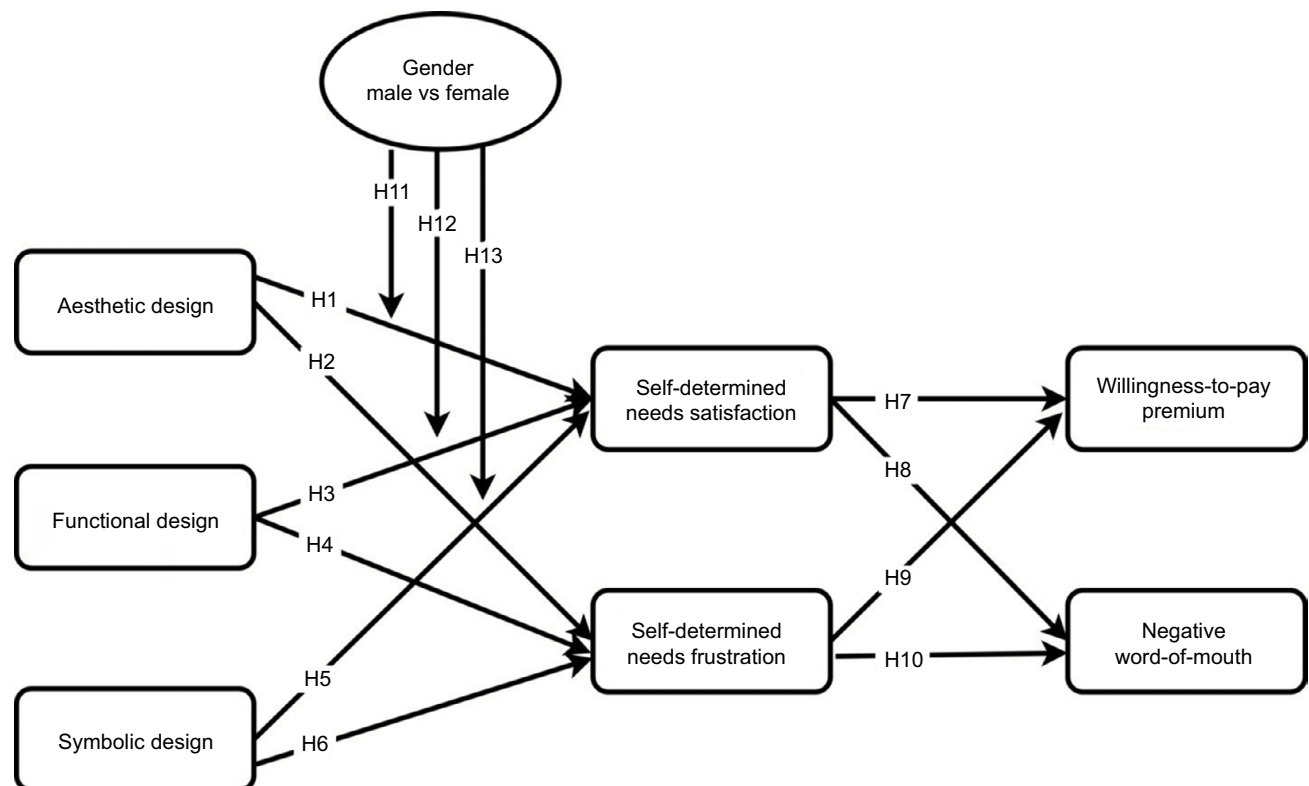 Gender
male vs female
H11
H12
H13
Aesthetic design
H1
H2
Self-determined
needs satisfaction
H7
Willingness-to-pay
premium
H8
H3
Functional design
H4
H9
Self-determined
needs frustration
H10
Negative
word-of-mouth
H5
Symbolic design
H6